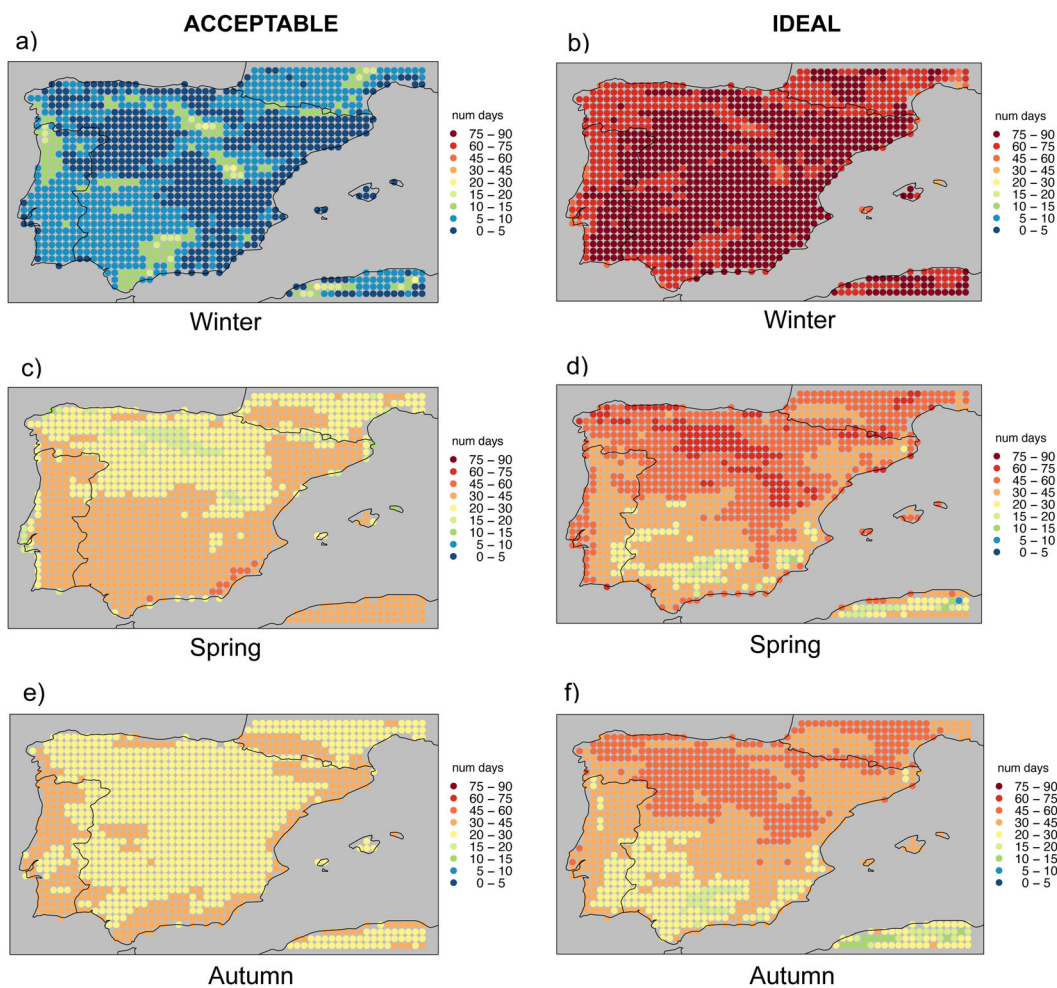 ACCEPTABLE
IDEAL
a)
b)
num days
75 – 90
60 – 75
45 – 60
20 – 30
15 – 20
10 – 15
5 – 10
0 – 5
num days
75 – 90
60 – 75
45 – 60
20 – 30
15 – 20
10 – 15
5 – 10
0 – 5
Winter
Winter
c)
d)
num days
75 – 90
60 – 75
45 – 60
30 – 45
20 – 30
15 – 20
10 – 15
5 – 10
0 – 5
num days
75 – 90
60 – 75
45 – 60
30 – 45
20 – 30
15 – 20
10 – 15
5 – 10
0 – 5
Spring
Spring
e)
f)
num days
75 – 90
60 – 75
45 – 60
30 – 45
20 – 30
15 – 20
10 – 15
5 – 10
0 – 5
num days
75 – 90
60 – 75
45 – 60
30 – 45
20 – 30
15 – 20
10 – 15
5 – 10
0 – 5
Autumn
Autumn